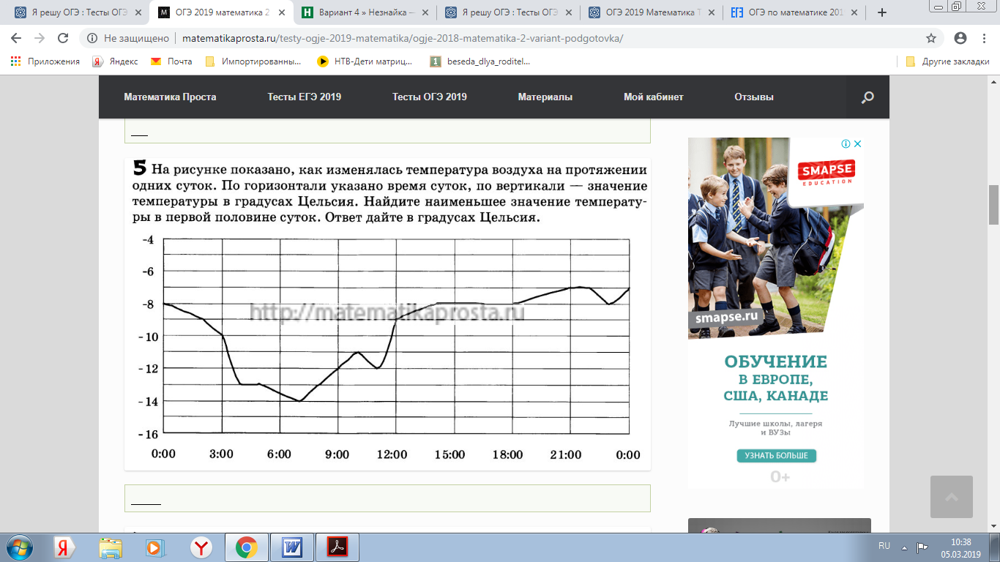 Я решу ОГЭ : Тесты ОГЭ
ОГЭ 2019 математика 2
Вариант 4 » Незнайка —
Я решу ОГЭ : Тесты ОГЭ
ОГЭ 2019 Математика Т
ОГЭ по математике 201
Не защищено
matematikaprosta.ru/testy-ogje-2019-matematika/ogje-2018-matematika-2-variant-podgotovka/
Приложения
Яндекс
Почта
Импортированны...
НТВ-Дети матриц...
beseda_dlya_roditel...
Другие закладки
Математика Проста
Тесты ЕГЭ 2019
Тесты ОГЭ 2019
Материалы
Мой кабинет
Отзывы
5 На рисунке показано, как изменялась температура воздуха на протяжении
одних суток. По горизонтали указано время суток, по вертикали — значение
температуры в градусах Цельсия. Найдите наименьшее значение температу-
ры в первой половине суток. Ответ дайте в градусах Цельсия.
-4
-6
-8
-10
-12
-14
-16
http://matematikaprosta.ru
0:00 3:00 6:00 9:00 12:00 15:00 18:00 21:00 0:00
SMAPSE
EDUCATION
smapse.ru
ОБУЧЕНИЕ
В ЕВРОПЕ,
США, КАНАДЕ
Лучшие школы, лагеря
и ВУЗы
УЗНАТЬ БОЛЬШЕ
0+
RU
10:38
05.03.2019